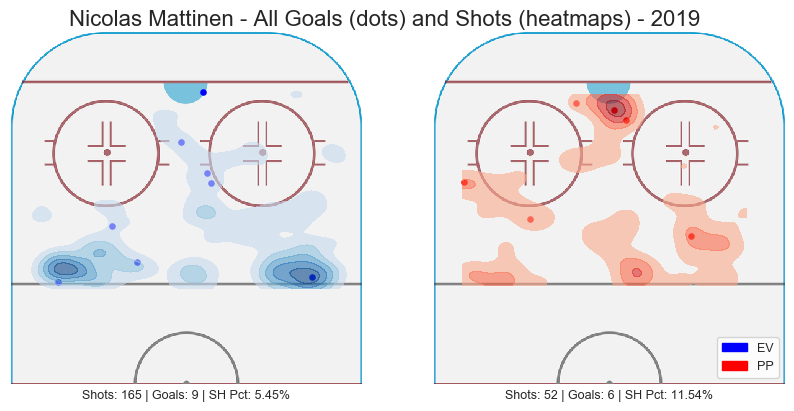 Nicolas Mattinen - All Goals (dots) and Shots (heatmaps) - 2019
EV
PP
Shots: 165 | Goals: 9 | SH Pct: 5.45%
Shots: 52 | Goals: 6 | SH Pct: 11.54%